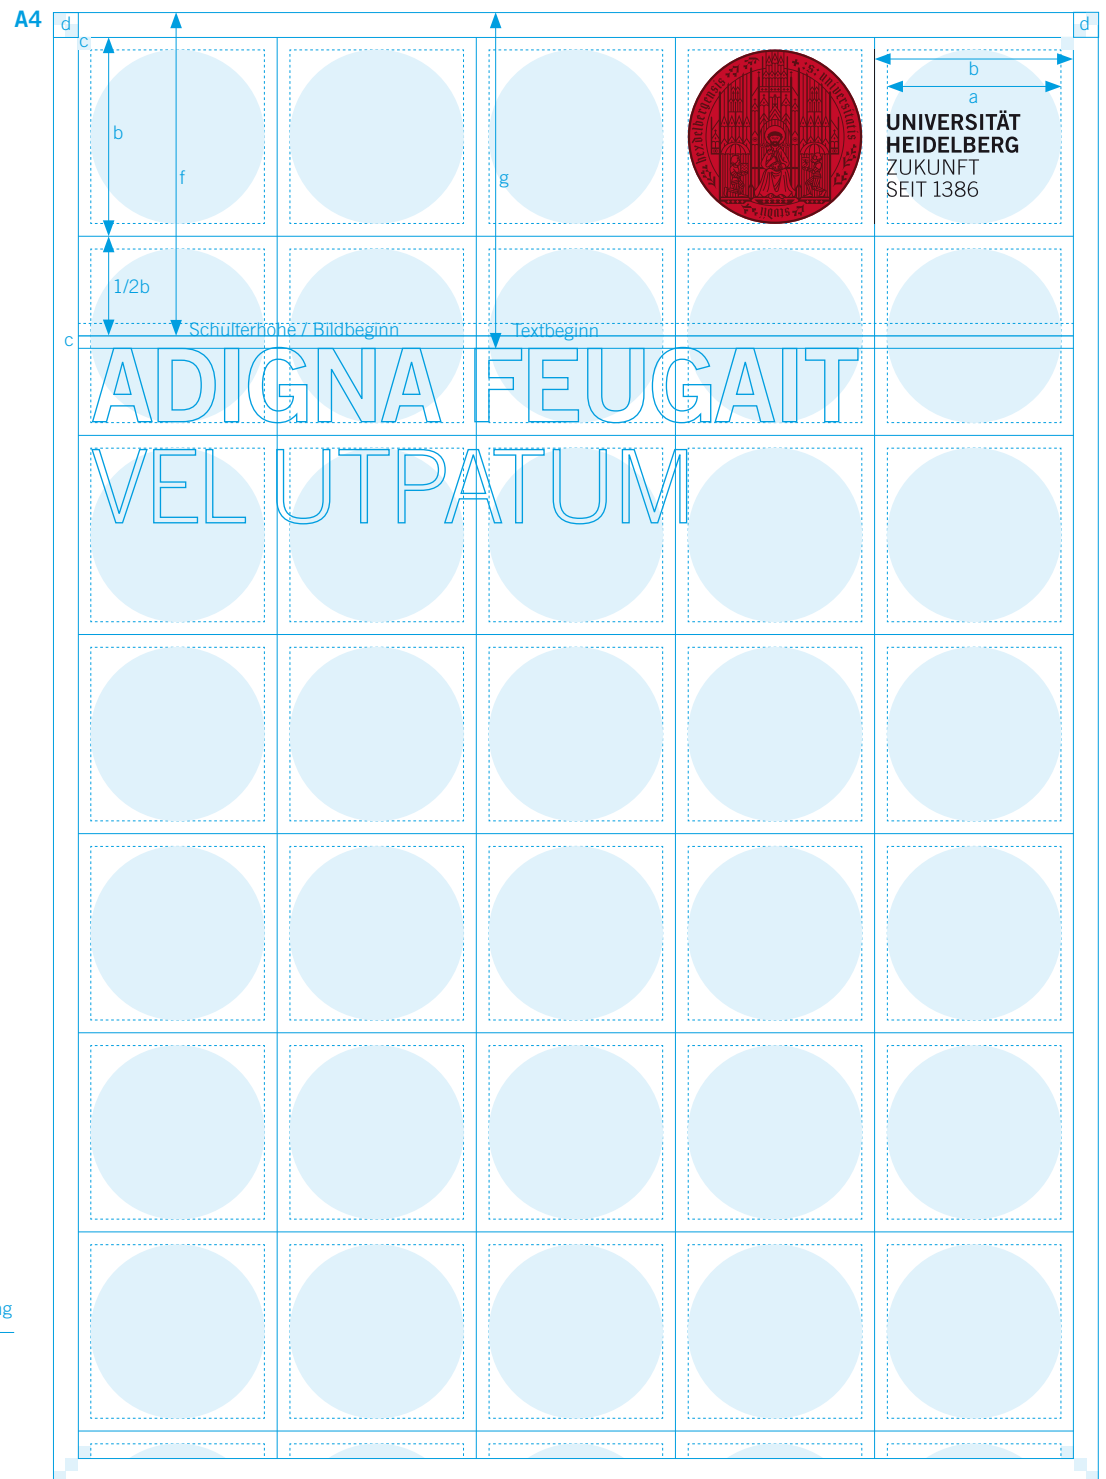 A4
d
d
c
b
a
b
f
g
UNIVERSITÄT
HEIDELBERG
ZUKUNFT
SEIT 1386
1/2b
Schulterhöhe / Bildbeginn
Textbeginn
c
ADIGNA FEUGAIT
VEL UTPATUM